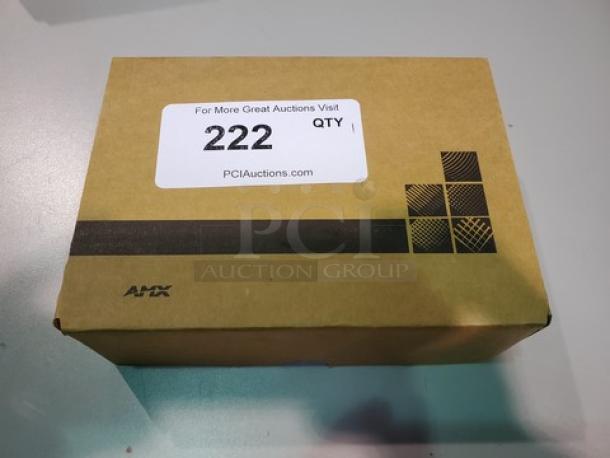 For More Great Auctions Visit
222 QTY
PCIAuctions.com
PCI
AUCTION GROUP
AMX